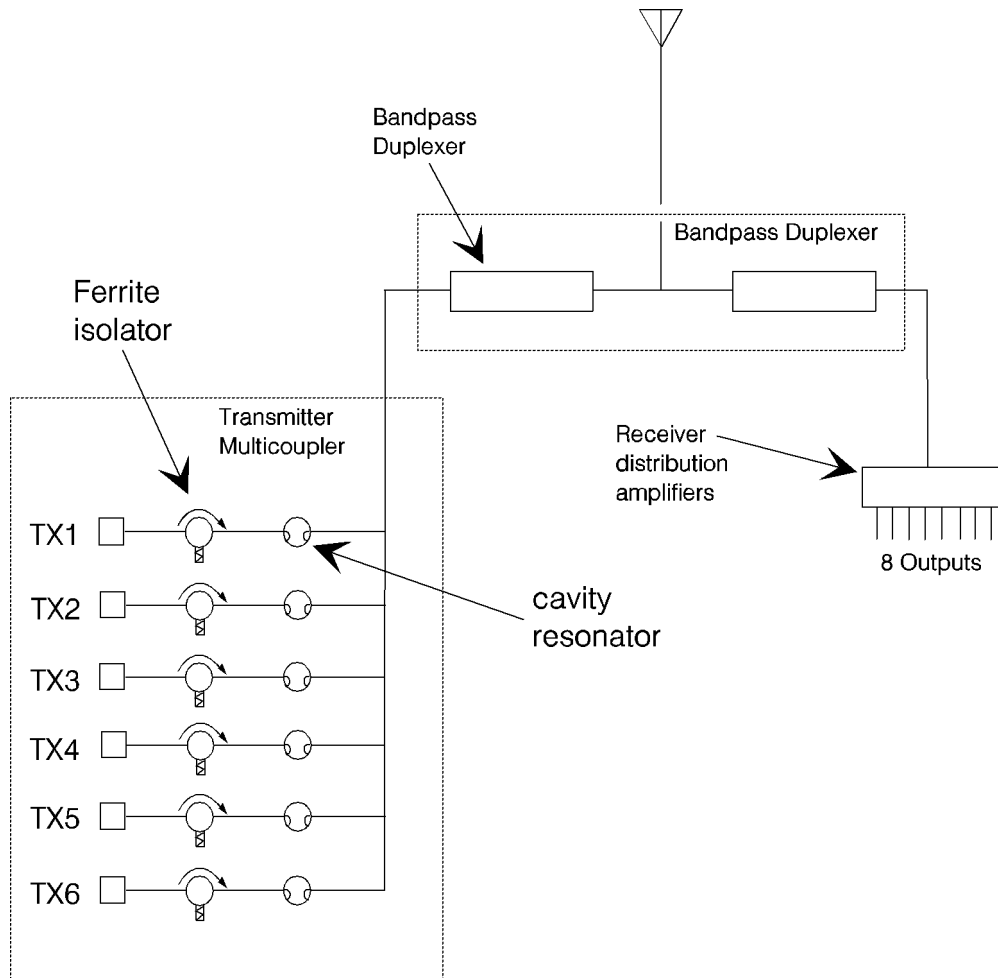 Bandpass
Duplexer
Bandpass Duplexer
Ferrite
isolator
Transmitter
Multicoupler
Receiver
distribution
amplifiers
8 Outputs
TX1
TX2
cavity
resonator
TX3
TX4
TX5
TX6